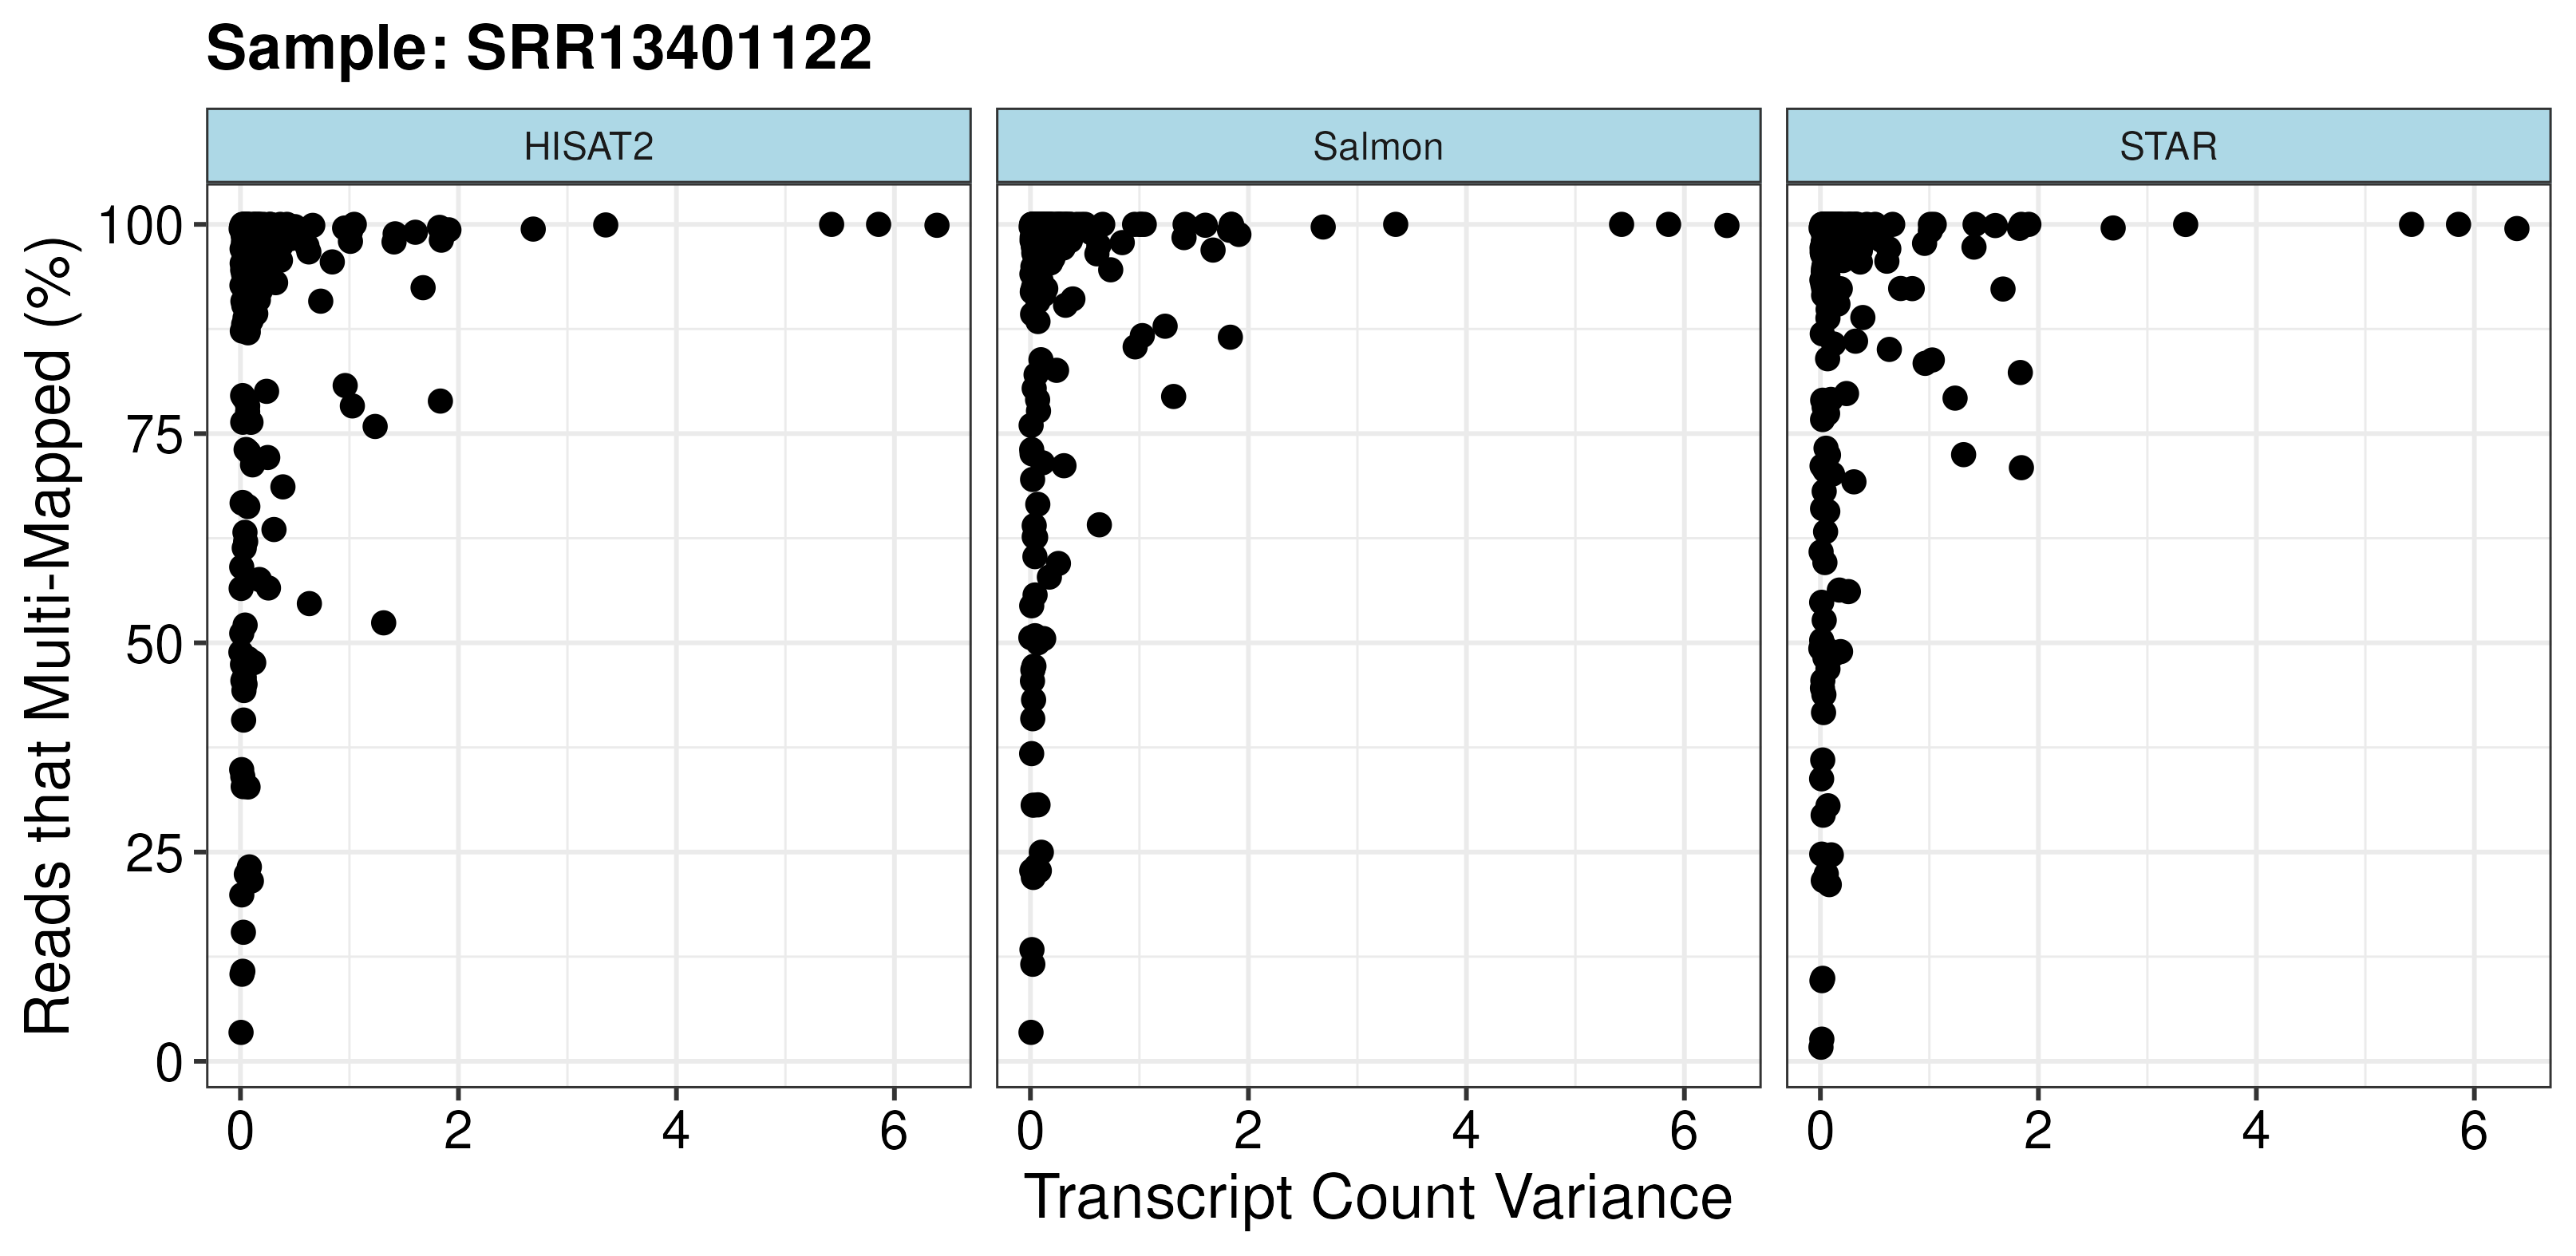 Sample: SRR13401122
HISAT2
Salmon
STAR
Reads that Multi-Mapped (%)
100
75
50
25
0
0 2 4 6
0 2 4 6
0 2 4 6
Transcript Count Variance